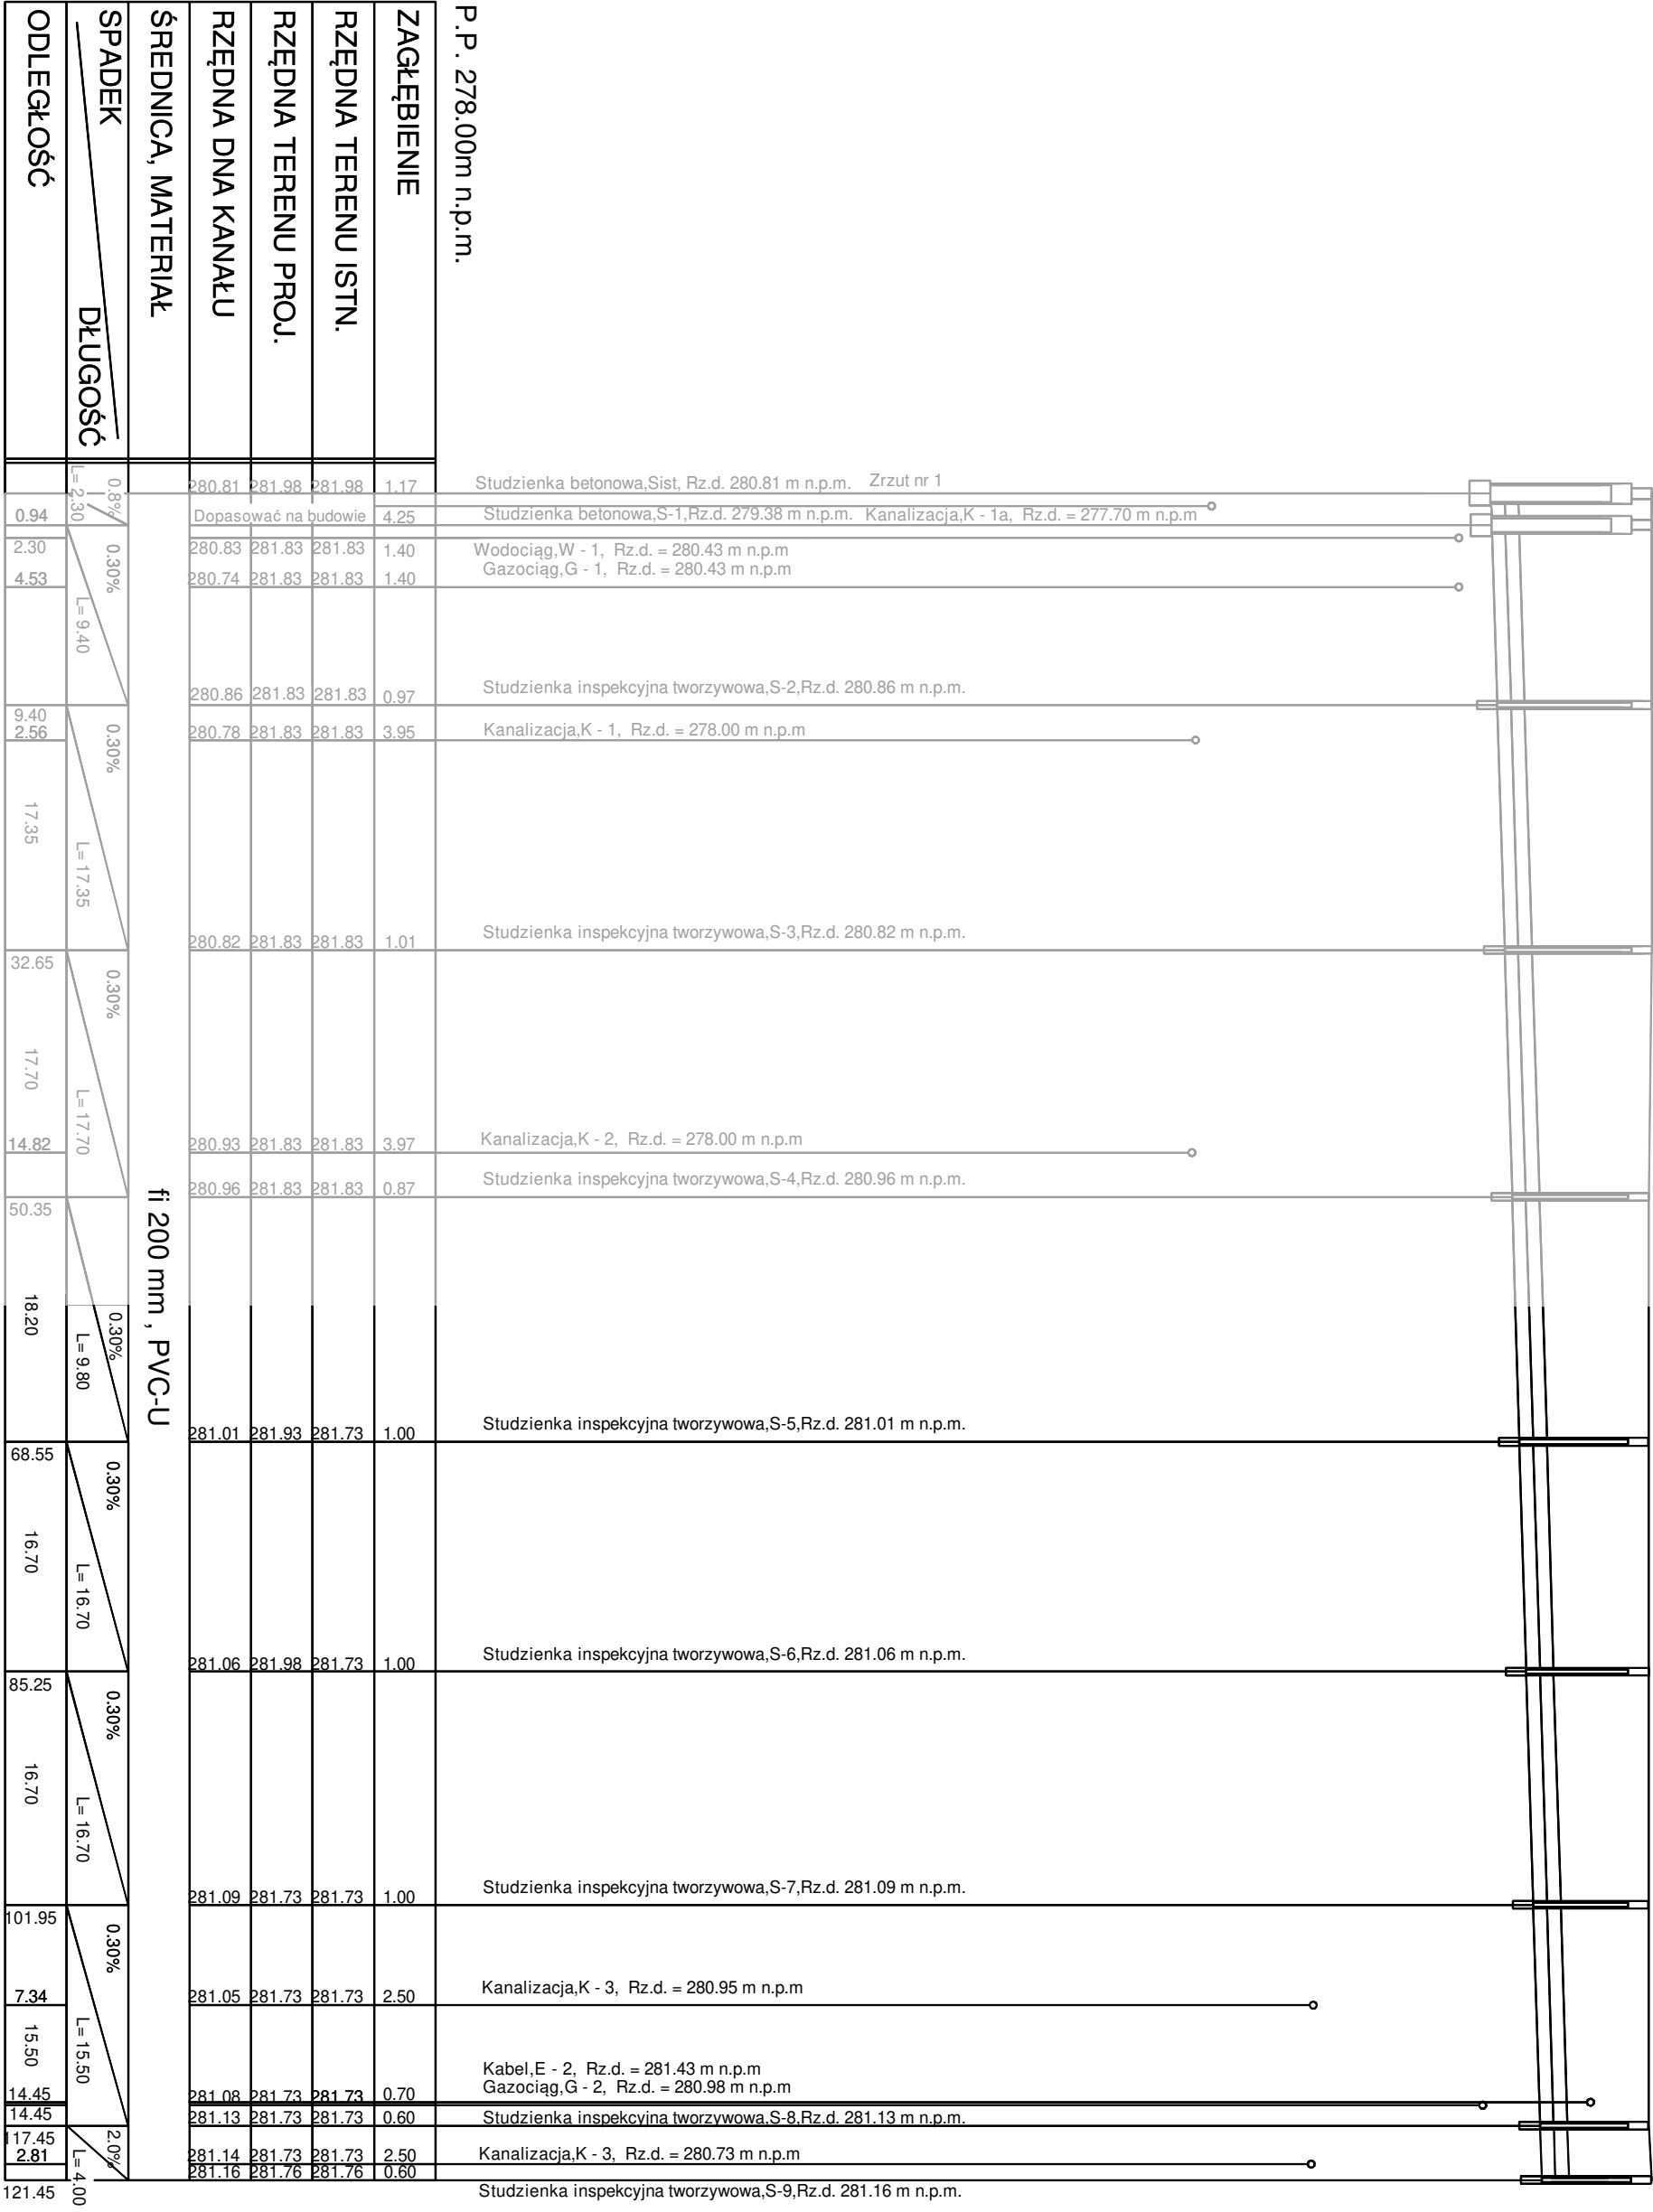 P.P. 278.00m n.p.m.
ZAGŁĘBIENIE
RZĘDNA TERENU ISTN.
RZĘDNA TERENU PROJ.
RZĘDNA DNA KANAŁU
ŚREDNICA, MATERIAŁ
SPADEK
DŁUGOŚĆ
ODLEGŁOŚĆ
fi 200 mm , PVC-U
L= 2.30 0.8% 280.81 281.98 281.98 1.17 Studzienka betonowa,Sist, Rz.d. 280.81 m n.p.m. Zrzut nr 1
0.94 Dopasować na budowie 4.25 Studzienka betonowa,S-1,Rz.d. 279.38 m n.p.m. Kanalizacja,K - 1a, Rz.d. = 277.70 m n.p.m
2.30 0.30% 280.83 281.83 281.83 1.40 Wodociąg,W - 1, Rz.d. = 280.43 m n.p.m
4.53 280.74 281.83 281.83 1.40 Gazociąg,G - 1, Rz.d. = 280.43 m n.p.m
L= 9.40
280.86 281.83 281.83 0.97 Studzienka inspekcyjna tworzywowa,S-2,Rz.d. 280.86 m n.p.m.
9.40
2.56 0.30% 280.78 281.83 281.83 3.95 Kanalizacja,K - 1, Rz.d. = 278.00 m n.p.m
17.35 L= 17.35
280.82 281.83 281.83 1.01 Studzienka inspekcyjna tworzywowa,S-3,Rz.d. 280.82 m n.p.m.
32.65 0.30%
17.70 L= 17.70
14.82 280.93 281.83 281.83 3.97 Kanalizacja,K - 2, Rz.d. = 278.00 m n.p.m
280.96 281.83 281.83 0.87 Studzienka inspekcyjna tworzywowa,S-4,Rz.d. 280.96 m n.p.m.
50.35
18.20 L= 9.80 0.30%
281.01 281.93 281.73 1.00 Studzienka inspekcyjna tworzywowa,S-5,Rz.d. 281.01 m n.p.m.
68.55 0.30%
16.70 L= 16.70
281.06 281.98 281.73 1.00 Studzienka inspekcyjna tworzywowa,S-6,Rz.d. 281.06 m n.p.m.
85.25 0.30%
16.70 L= 16.70
281.09 281.73 281.73 1.00 Studzienka inspekcyjna tworzywowa,S-7,Rz.d. 281.09 m n.p.m.
101.95 0.30%
7.34 281.05 281.73 281.73 2.50 Kanalizacja,K - 3, Rz.d. = 280.95 m n.p.m
15.50 L= 15.50
Kabel,E - 2, Rz.d. = 281.43 m n.p.m
14.45 281.08 281.73 281.73 0.70 Gazociąg,G - 2, Rz.d. = 280.98 m n.p.m
14.45 281.13 281.73 281.73 0.60 Studzienka inspekcyjna tworzywowa,S-8,Rz.d. 281.13 m n.p.m.
117.45 2.0%
2.81 281.14 281.73 281.73 2.50 Kanalizacja,K - 3, Rz.d. = 280.73 m n.p.m
L= 4.00 281.16 281.76 281.76 0.60
121.45 Studzienka inspekcyjna tworzywowa,S-9,Rz.d. 281.16 m n.p.m.